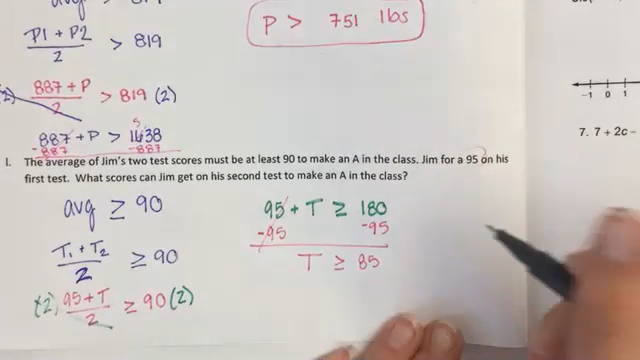 avg > 819
P1 + P2
2
> 819
P > 751 lbs
(2) 887 + P
2
> 819 (2)
5
887 + P > 1638
-887 -887
-1 0 1
7. 7 + 2c -
I. The average of Jim's two test scores must be at least 90 to make an A in the class. Jim for a 95 on his
first test. What scores can Jim get on his second test to make an A in the class?
avg ≥ 90
T1 + T2
2
≥ 90
(2) 95 + T
2
≥ 90 (2)
95 + T ≥ 180
-95 -95
T ≥ 85